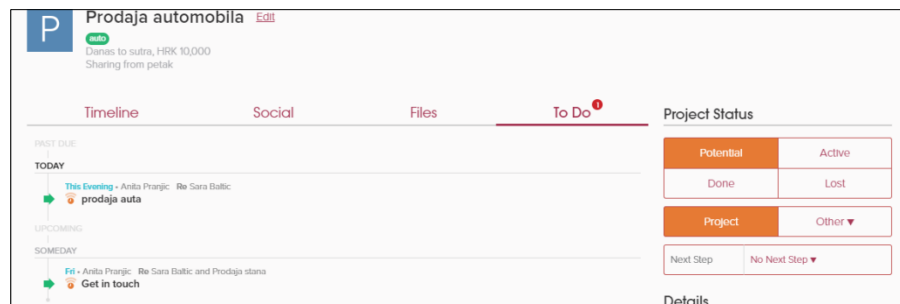 P
Prodaja automobila Edit
auto
Danas to sutra, HRK 10,000
Sharing from petak
Timeline Social Files To Do 1
Project Status
PAST DUE
TODAY
Potential Active
This Evening - Anita Pranjic Re Sara Baltic
prodaja auta
Done Lost
UPCOMING
Project Other ▼
SOMEDAY
Next Step No Next Step ▼
Fri - Anita Pranjic Re Sara Baltic and Prodaja stana
Get in touch
Details